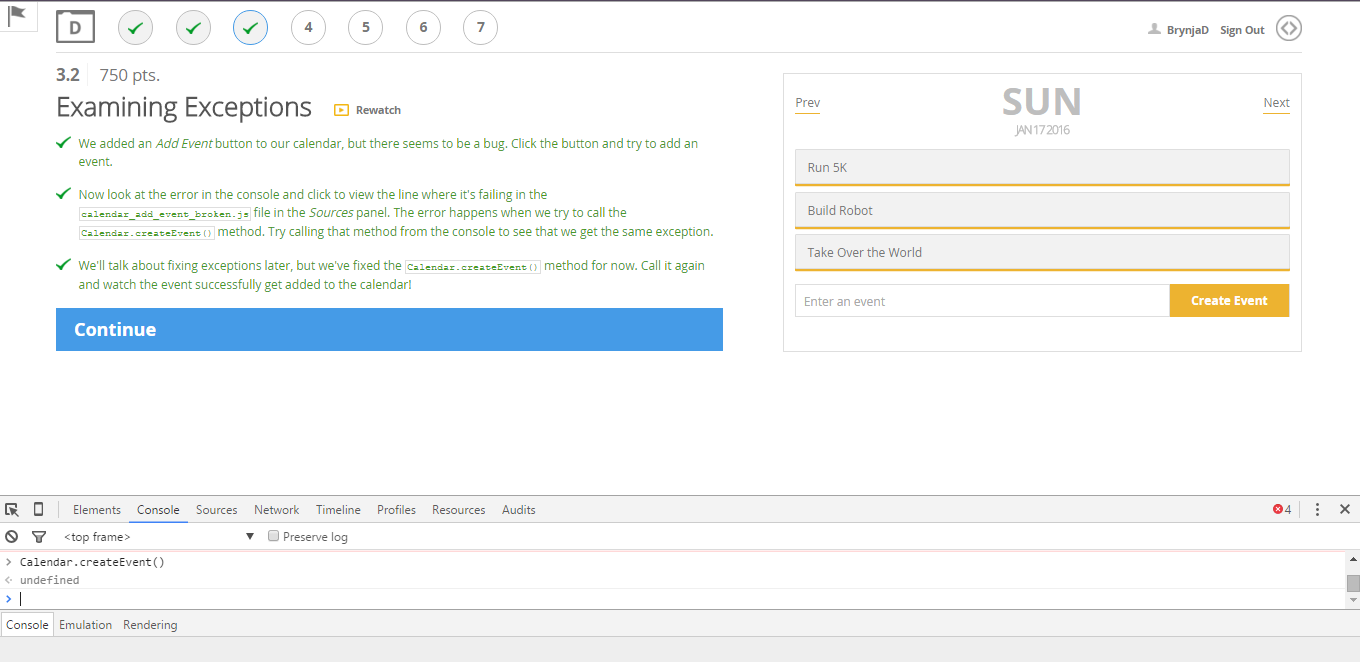 D 4 5 6 7 BrynjaD Sign Out
3.2 750 pts.
Examining Exceptions Rewatch
We added an Add Event button to our calendar, but there seems to be a bug. Click the button and try to add an
event.
Now look at the error in the console and click to view the line where it's failing in the
calendar_add_event_broken.js file in the Sources panel. The error happens when we try to call the
Calendar.createEvent() method. Try calling that method from the console to see that we get the same exception.
We'll talk about fixing exceptions later, but we've fixed the Calendar.createEvent() method for now. Call it again
and watch the event successfully get added to the calendar!
Continue
Prev SUN Next
JAN 17 2016
Run 5K
Build Robot
Take Over the World
Enter an event Create Event
Elements Console Sources Network Timeline Profiles Resources Audits 4
<top frame> Preserve log
Calendar.createEvent()
undefined
Console Emulation Rendering